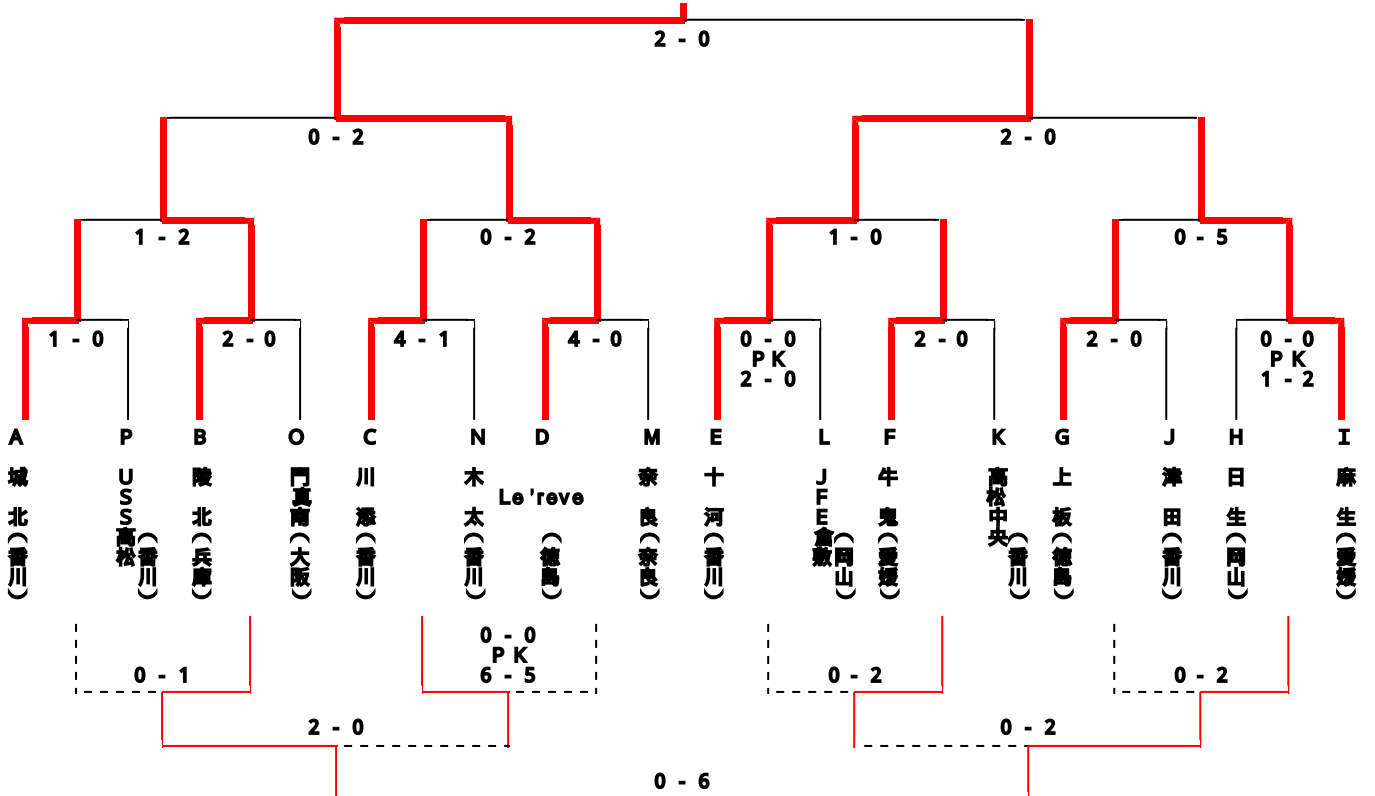 2 - 0
0 - 2
2 - 0
1 - 2
0 - 2
1 - 0
0 - 5
1 - 0
2 - 0
4 - 1
4 - 0
0 - 0
PK
2 - 0
2 - 0
2 - 0
0 - 0
PK
1 - 2
A
P
B
O
C
N
D
M
E
L
F
K
G
J
H
I
城北(香川)
USS高松
(香川)
陵北(兵庫)
門真南(大阪)
川添(香川)
木太(香川)
Le'reve
(徳島)
奈良(奈良)
十河(香川)
JFE倉敷
(岡山)
牛鬼(愛媛)
高松中央
(香川)
上板(徳島)
津田(香川)
日生(岡山)
麻生(愛媛)
0 - 1
0 - 0
PK
6 - 5
0 - 2
0 - 2
2 - 0
0 - 2
0 - 6